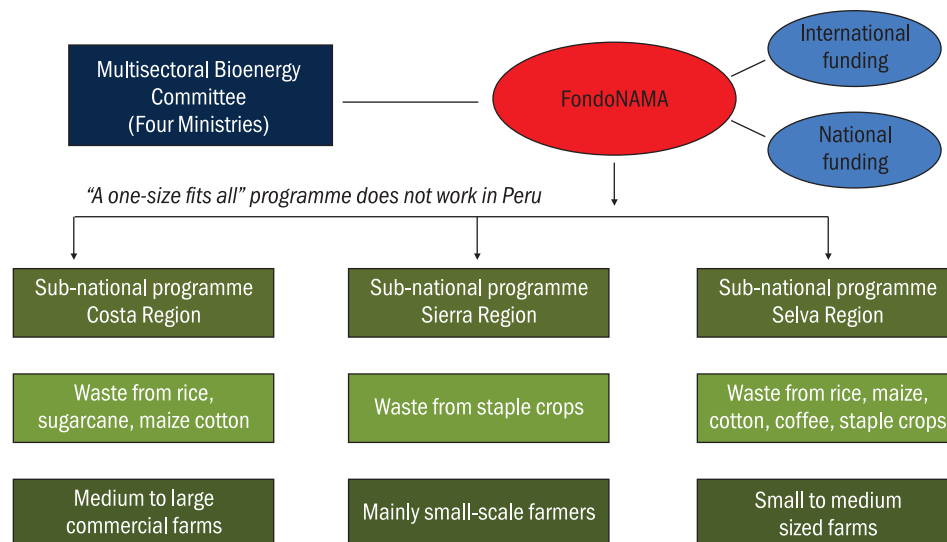 International
funding
Multisectoral Bioenergy
Committee
(Four Ministries)
FondoNAMA
National
funding
“A one-size fits all” programme does not work in Peru
Sub-national programme
Costa Region
Sub-national programme
Sierra Region
Sub-national programme
Selva Region
Waste from rice,
sugarcane, maize cotton
Waste from staple crops
Waste from rice, maize,
cotton, coffee, staple crops
Medium to large
commercial farms
Mainly small-scale farmers
Small to medium
sized farms